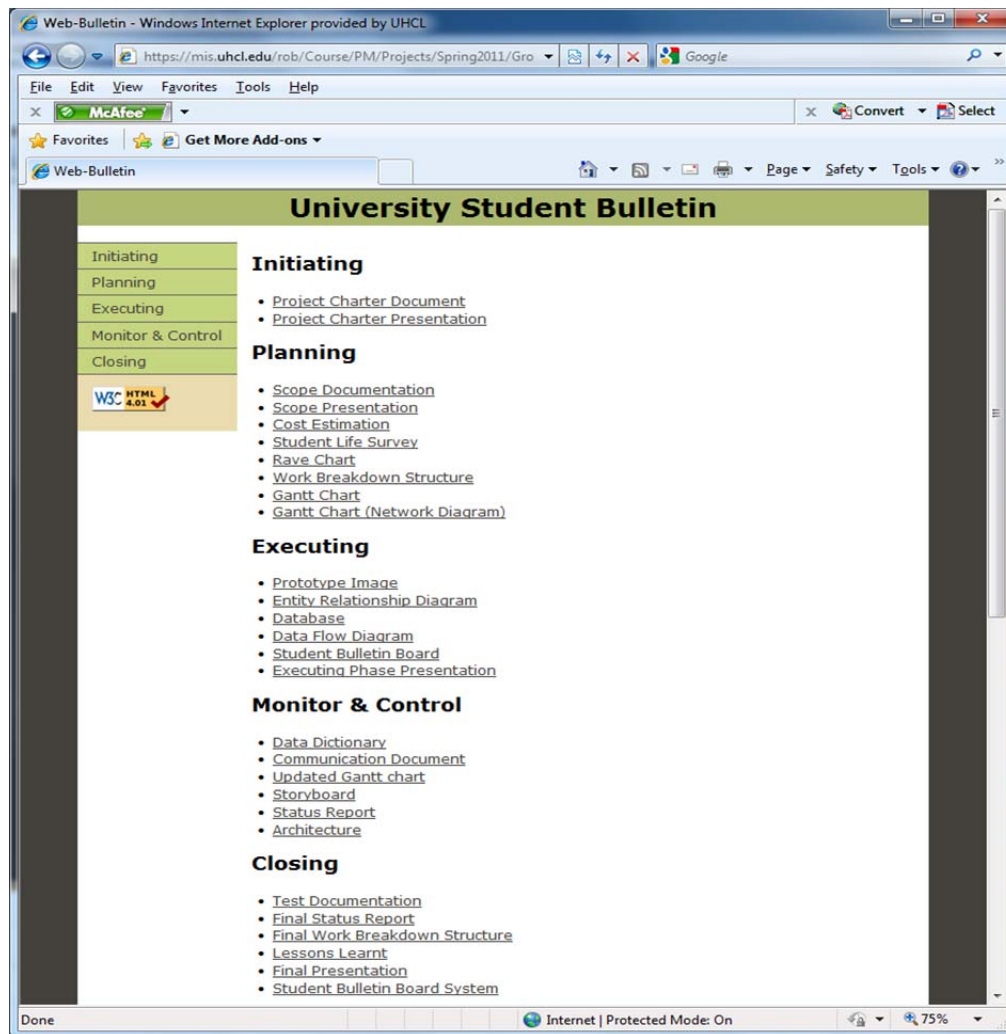 Web-Bulletin - Windows Internet Explorer provided by UHCL
https://mis.uhcl.edu/rob/Course/PM/Projects/Spring2011/Gro
Google
File Edit View Favorites Tools Help
x McAfee x Convert Select
Favorites Get More Add-ons
Web-Bulletin Page Safety Tools »
University Student Bulletin
Initiating
Planning
Executing
Monitor & Control
Closing
W3C HTML 4.01
Initiating
• Project Charter Document
• Project Charter Presentation
Planning
• Scope Documentation
• Scope Presentation
• Cost Estimation
• Student Life Survey
• Rave Chart
• Work Breakdown Structure
• Gantt Chart
• Gantt Chart (Network Diagram)
Executing
• Prototype Image
• Entity Relationship Diagram
• Database
• Data Flow Diagram
• Student Bulletin Board
• Executing Phase Presentation
Monitor & Control
• Data Dictionary
• Communication Document
• Updated Gantt chart
• Storyboard
• Status Report
• Architecture
Closing
• Test Documentation
• Final Status Report
• Final Work Breakdown Structure
• Lessons Learnt
• Final Presentation
• Student Bulletin Board System
Done Internet | Protected Mode: On 75%